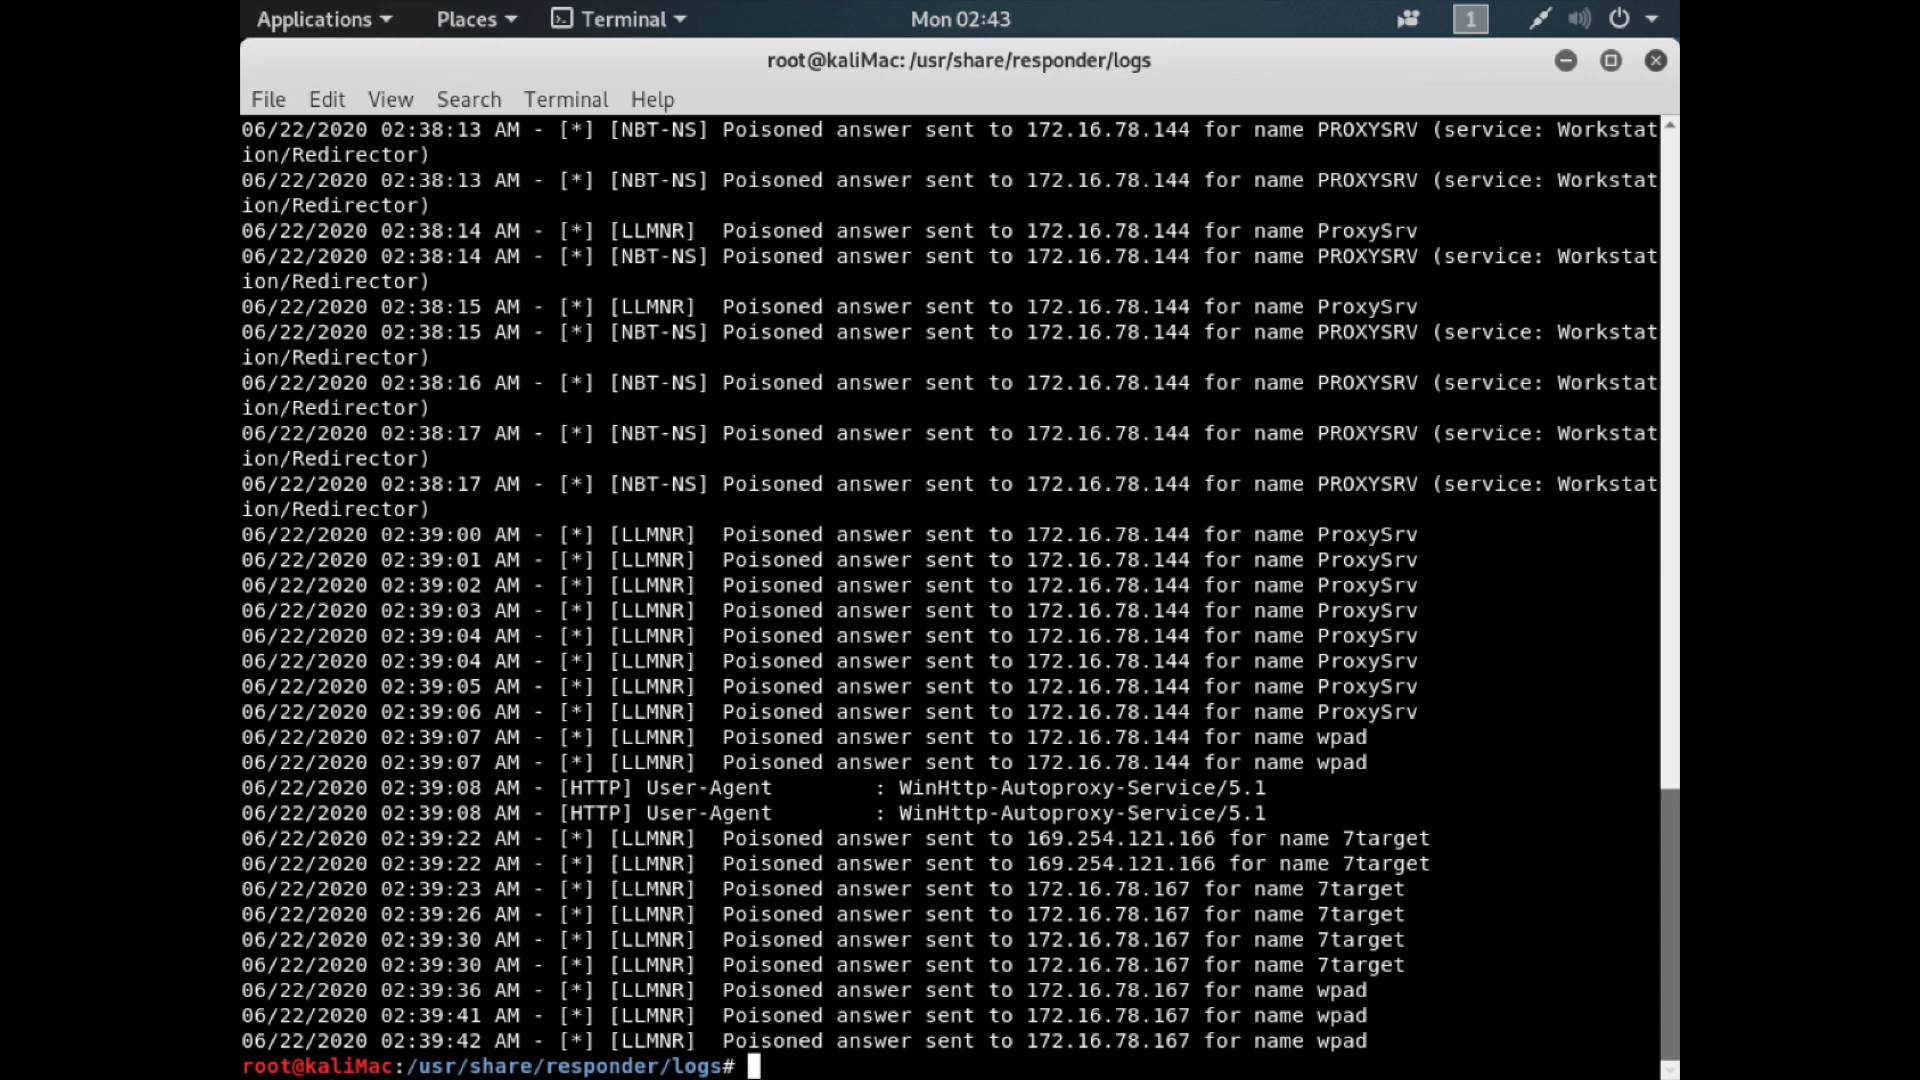 Applications Places Terminal Mon 02:43 1
root@kaliMac: /usr/share/responder/logs
File Edit View Search Terminal Help
06/22/2020 02:38:13 AM - [*] [NBT-NS] Poisoned answer sent to 172.16.78.144 for name PROXYSRV (service: Workstat
ion/Redirector)
06/22/2020 02:38:13 AM - [*] [NBT-NS] Poisoned answer sent to 172.16.78.144 for name PROXYSRV (service: Workstat
ion/Redirector)
06/22/2020 02:38:14 AM - [*] [LLMNR]  Poisoned answer sent to 172.16.78.144 for name ProxySrv
06/22/2020 02:38:14 AM - [*] [NBT-NS] Poisoned answer sent to 172.16.78.144 for name PROXYSRV (service: Workstat
ion/Redirector)
06/22/2020 02:38:15 AM - [*] [LLMNR]  Poisoned answer sent to 172.16.78.144 for name ProxySrv
06/22/2020 02:38:15 AM - [*] [NBT-NS] Poisoned answer sent to 172.16.78.144 for name PROXYSRV (service: Workstat
ion/Redirector)
06/22/2020 02:38:16 AM - [*] [NBT-NS] Poisoned answer sent to 172.16.78.144 for name PROXYSRV (service: Workstat
ion/Redirector)
06/22/2020 02:38:17 AM - [*] [NBT-NS] Poisoned answer sent to 172.16.78.144 for name PROXYSRV (service: Workstat
ion/Redirector)
06/22/2020 02:38:17 AM - [*] [NBT-NS] Poisoned answer sent to 172.16.78.144 for name PROXYSRV (service: Workstat
ion/Redirector)
06/22/2020 02:39:00 AM - [*] [LLMNR]  Poisoned answer sent to 172.16.78.144 for name ProxySrv
06/22/2020 02:39:01 AM - [*] [LLMNR]  Poisoned answer sent to 172.16.78.144 for name ProxySrv
06/22/2020 02:39:02 AM - [*] [LLMNR]  Poisoned answer sent to 172.16.78.144 for name ProxySrv
06/22/2020 02:39:03 AM - [*] [LLMNR]  Poisoned answer sent to 172.16.78.144 for name ProxySrv
06/22/2020 02:39:04 AM - [*] [LLMNR]  Poisoned answer sent to 172.16.78.144 for name ProxySrv
06/22/2020 02:39:04 AM - [*] [LLMNR]  Poisoned answer sent to 172.16.78.144 for name ProxySrv
06/22/2020 02:39:05 AM - [*] [LLMNR]  Poisoned answer sent to 172.16.78.144 for name ProxySrv
06/22/2020 02:39:06 AM - [*] [LLMNR]  Poisoned answer sent to 172.16.78.144 for name ProxySrv
06/22/2020 02:39:07 AM - [*] [LLMNR]  Poisoned answer sent to 172.16.78.144 for name wpad
06/22/2020 02:39:07 AM - [*] [LLMNR]  Poisoned answer sent to 172.16.78.144 for name wpad
06/22/2020 02:39:08 AM - [HTTP] User-Agent        : WinHttp-Autoproxy-Service/5.1
06/22/2020 02:39:08 AM - [HTTP] User-Agent        : WinHttp-Autoproxy-Service/5.1
06/22/2020 02:39:22 AM - [*] [LLMNR]  Poisoned answer sent to 169.254.121.166 for name 7target
06/22/2020 02:39:22 AM - [*] [LLMNR]  Poisoned answer sent to 169.254.121.166 for name 7target
06/22/2020 02:39:23 AM - [*] [LLMNR]  Poisoned answer sent to 172.16.78.167 for name 7target
06/22/2020 02:39:26 AM - [*] [LLMNR]  Poisoned answer sent to 172.16.78.167 for name 7target
06/22/2020 02:39:30 AM - [*] [LLMNR]  Poisoned answer sent to 172.16.78.167 for name 7target
06/22/2020 02:39:30 AM - [*] [LLMNR]  Poisoned answer sent to 172.16.78.167 for name 7target
06/22/2020 02:39:36 AM - [*] [LLMNR]  Poisoned answer sent to 172.16.78.167 for name wpad
06/22/2020 02:39:41 AM - [*] [LLMNR]  Poisoned answer sent to 172.16.78.167 for name wpad
06/22/2020 02:39:42 AM - [*] [LLMNR]  Poisoned answer sent to 172.16.78.167 for name wpad
root@kaliMac:/usr/share/responder/logs#